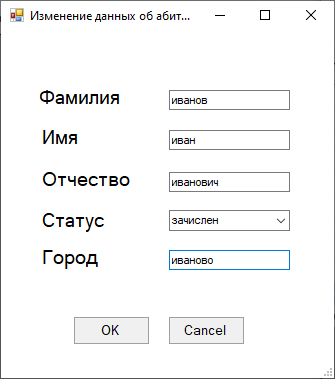 Изменение данных об абит...
Фамилия иванов
Имя иван
Отчество иванович
Статус зачислен
Город иваново
OK Cancel